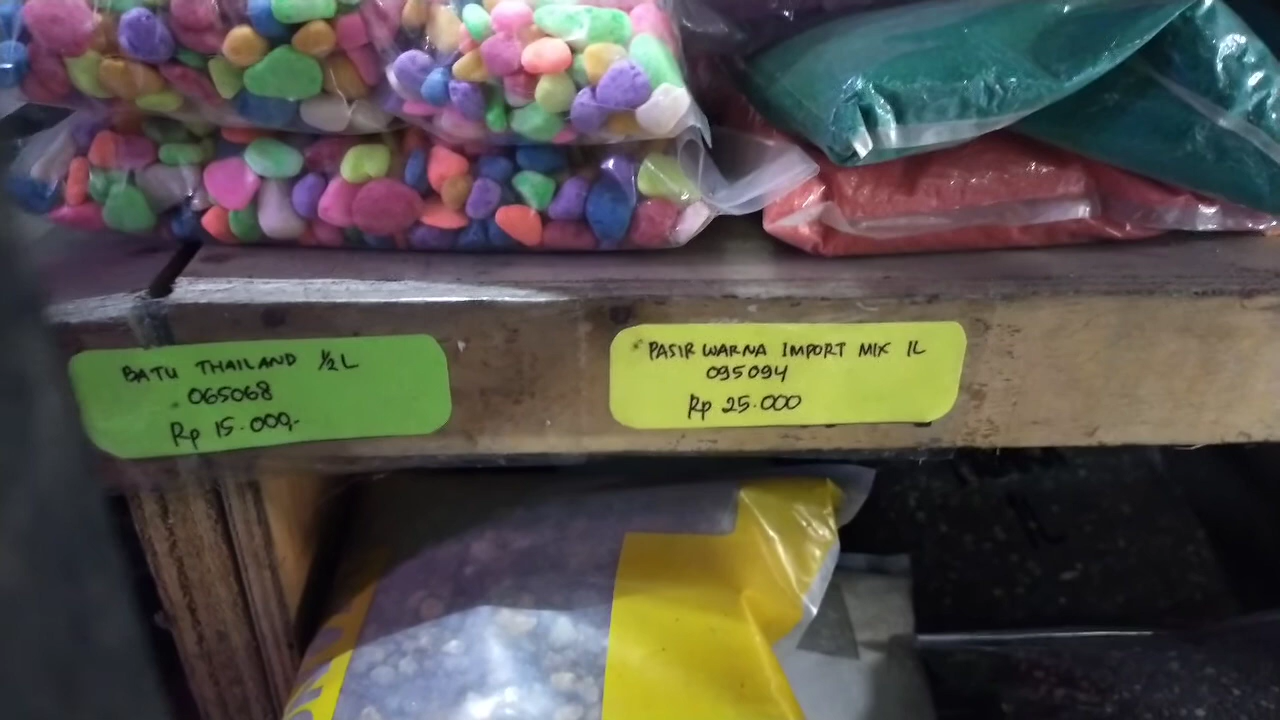 BATU THAILAND ½ L
065068
Rp 15.000,-
PASIR WARNA IMPORT MIX 1L
095094
Rp 25.000